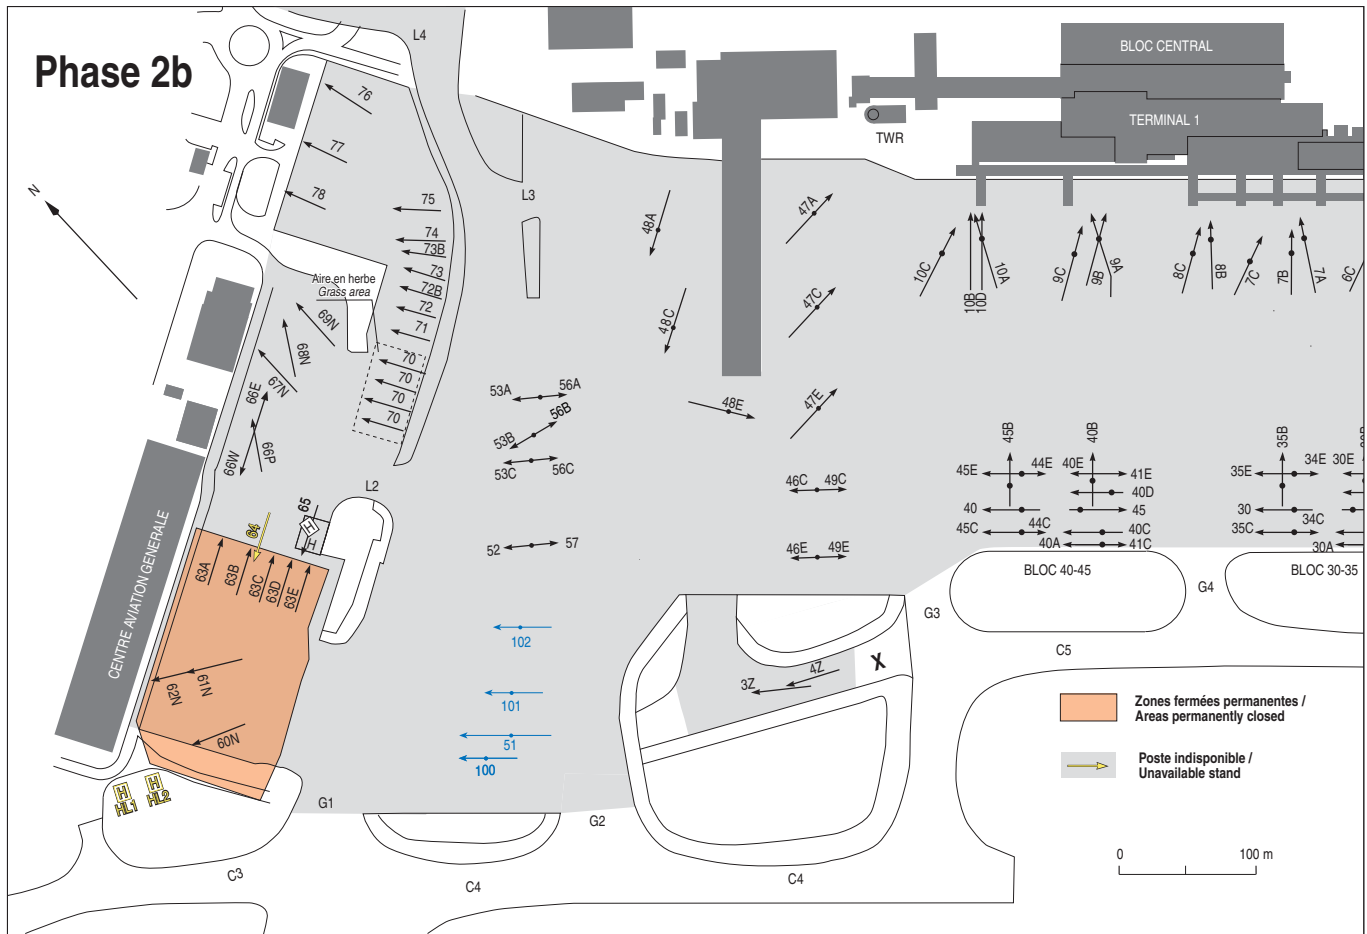 Phase 2b
L4
BLOC CENTRAL
TERMINAL 1
TWR
N
76
77
78
75
74
73B
73
72B
72
71
70
70
70
70
L3
Aire en herbe
Grass area
69N
68N
67N
66E
66W
66P
48A
48C
48E
47A
47C
47E
10C
10B
10D
10A
9C
9B
9A
8C
8B
7C
7B
7A
6C
53A
56A
53B
56B
53C
56C
52
57
46C
49C
46E
49E
45B
45E
44E
40
45C
44C
40B
40E
41E
40D
45
40C
40A
41C
35B
35E
34E
30
34C
35C
30E
30A
BLOC 40-45
BLOC 30-35
L2
65
H
H
64
63A
63B
63C
63D
63E
62N
61N
60N
CENTRE AVIATION GENERALE
102
101
51
100
3Z
4Z
X
G3
G4
C5
H
HL1
H
HL2
G1
G2
C3
C4
C4
Zones fermées permanentes /
Areas permanently closed
Poste indisponible /
Unavailable stand
0
100 m